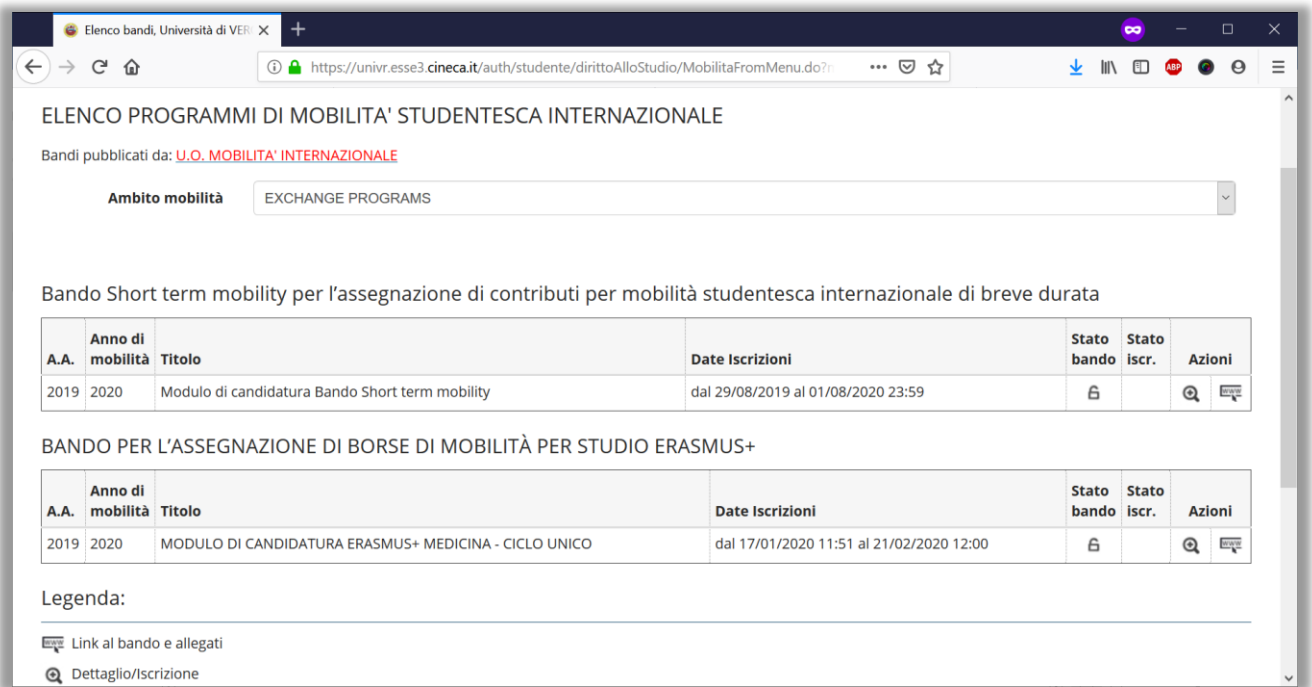 Elenco bandi, Università di VER
https://univr.esse3.cineca.it/auth/studente/dirittoAlloStudio/MobilitaFromMenu.do?
ABP
ELENCO PROGRAMMI DI MOBILITA' STUDENTESCA INTERNAZIONALE
Bandi pubblicati da: U.O. MOBILITA' INTERNAZIONALE
Ambito mobilità EXCHANGE PROGRAMS
Bando Short term mobility per l'assegnazione di contributi per mobilità studentesca internazionale di breve durata
A.A. Anno di mobilità Titolo Date Iscrizioni Stato bando Stato iscr. Azioni
2019 2020 Modulo di candidatura Bando Short term mobility dal 29/08/2019 al 01/08/2020 23:59 www
BANDO PER L'ASSEGNAZIONE DI BORSE DI MOBILITÀ PER STUDIO ERASMUS+
A.A. Anno di mobilità Titolo Date Iscrizioni Stato bando Stato iscr. Azioni
2019 2020 MODULO DI CANDIDATURA ERASMUS+ MEDICINA - CICLO UNICO dal 17/01/2020 11:51 al 21/02/2020 12:00 www
Legenda:
www Link al bando e allegati
Dettaglio/Iscrizione